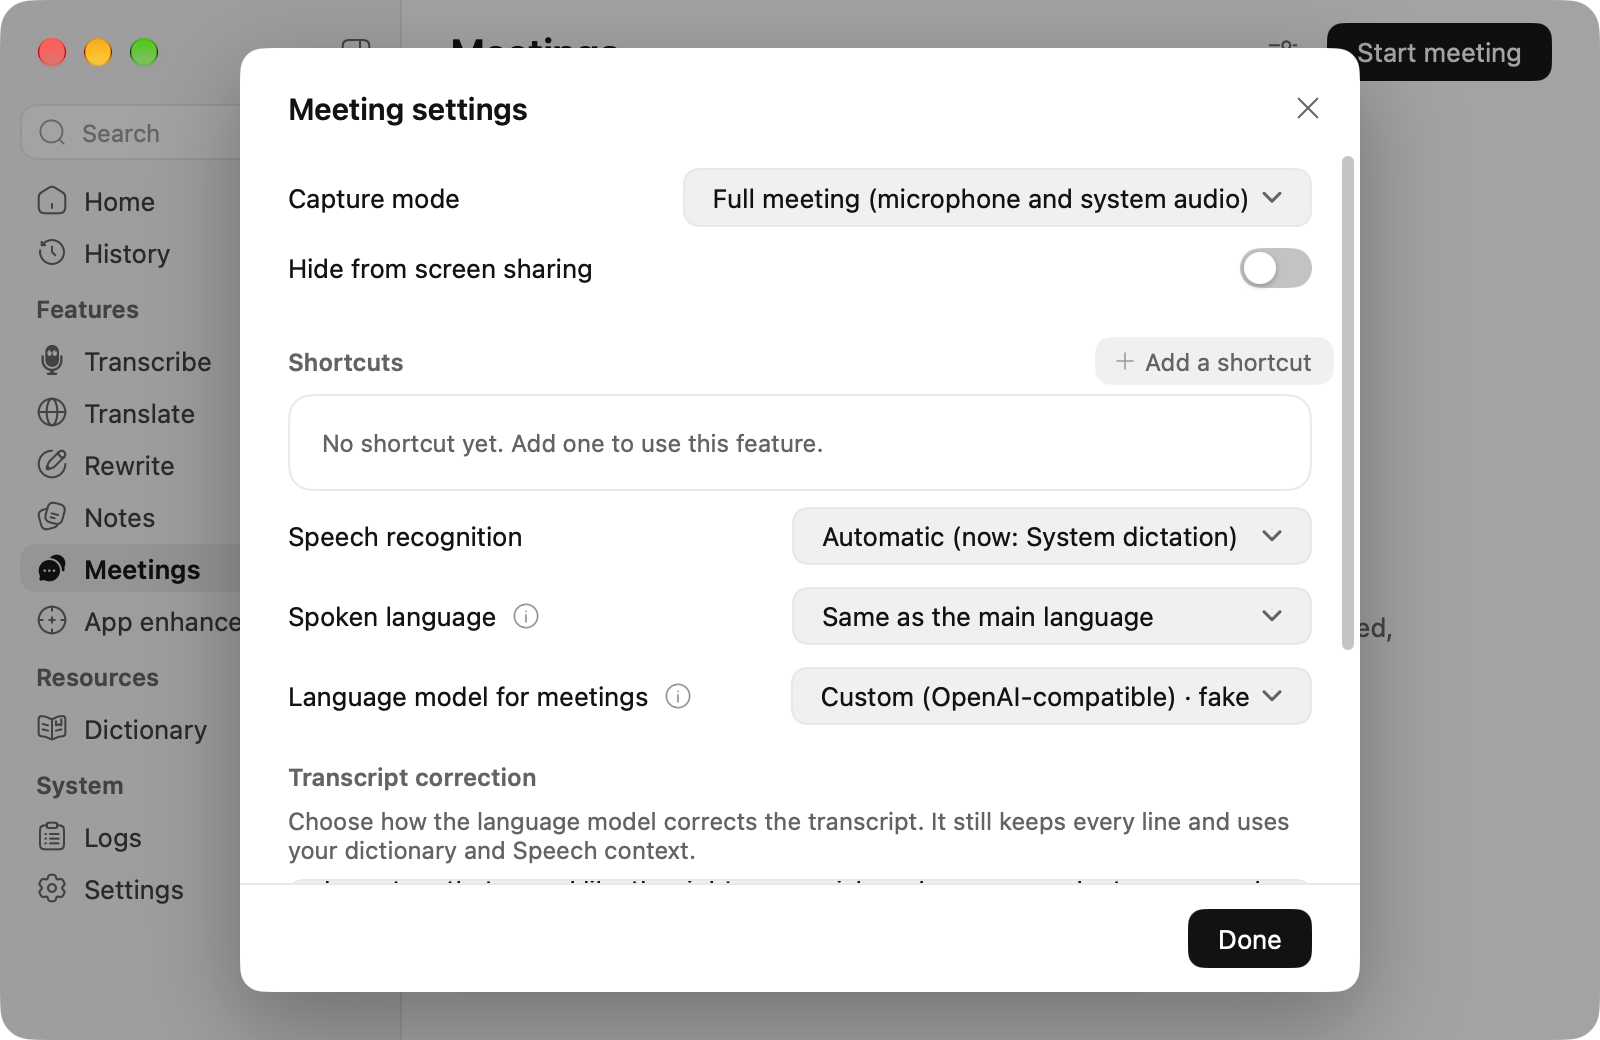 Meetings
Start meeting
Search
Home
History
Features
Transcribe
Translate
Rewrite
Notes
Meetings
App enhance
Resources
Dictionary
System
Logs
Settings
Meeting settings
Capture mode
Full meeting (microphone and system audio)
Hide from screen sharing
Shortcuts
+ Add a shortcut
No shortcut yet. Add one to use this feature.
Speech recognition
Automatic (now: System dictation)
Spoken language
Same as the main language
Language model for meetings
Custom (OpenAI-compatible) · fake
Transcript correction
Choose how the language model corrects the transcript. It still keeps every line and uses
your dictionary and Speech context.
Done
ed,